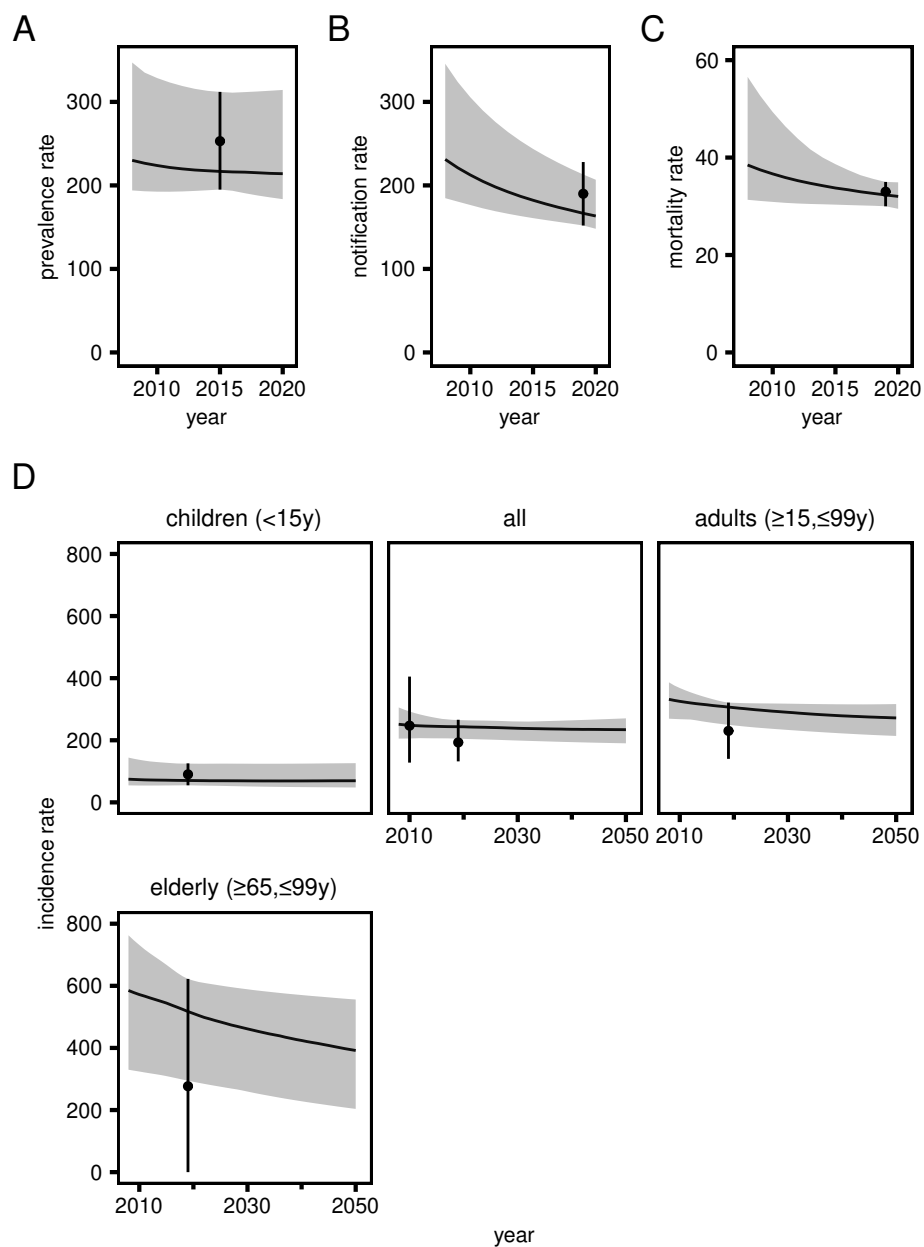 A
B
C
prevalence rate
300
200
100
0
2010 2015 2020
year
notification rate
300
200
100
0
2010 2015 2020
year
mortality rate
60
40
20
0
2010 2015 2020
year
D
children (<15y)
all
adults (≥15,≤99y)
incidence rate
800
600
400
200
0
2010 2030 2050
2010 2030 2050
elderly (≥65,≤99y)
800
600
400
200
0
2010 2030 2050
year